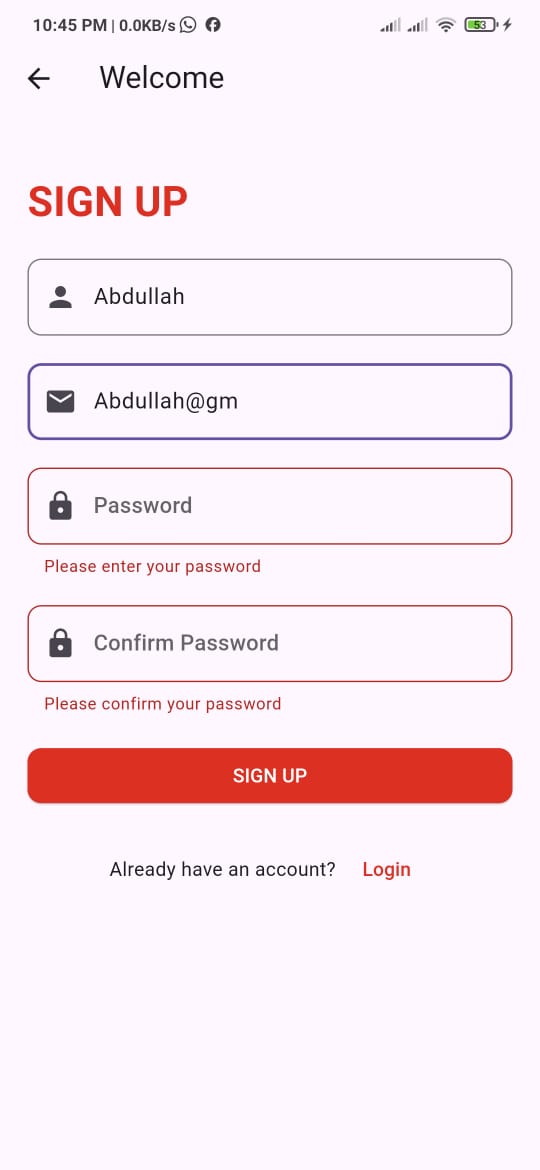 10:45 PM | 0.0KB/s
53
Welcome
SIGN UP
Abdullah
Abdullah@gm
Password
Please enter your password
Confirm Password
Please confirm your password
SIGN UP
Already have an account? Login